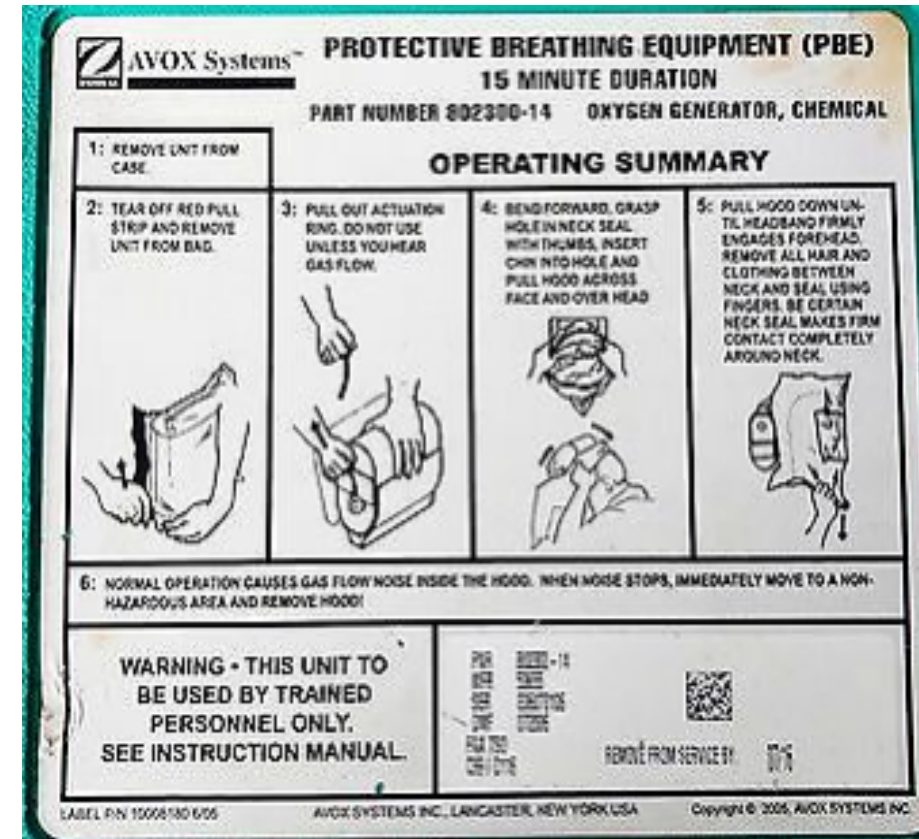 AVOX Systems™
PROTECTIVE BREATHING EQUIPMENT (PBE)
15 MINUTE DURATION
PART NUMBER 802300-14 OXYGEN GENERATOR, CHEMICAL
OPERATING SUMMARY
1: REMOVE UNIT FROM
CASE.
2: TEAR OFF RED PULL
STRIP AND REMOVE
UNIT FROM BAG.
3: PULL OUT ACTUATION
RING. DO NOT USE
UNLESS YOU HEAR
GAS FLOW.
4: BEND FORWARD, GRASP
HOLE IN NECK SEAL
WITH THUMBS, INSERT
CHIN INTO HOLE AND
PULL HOOD ACROSS
FACE AND OVER HEAD
5: PULL HOOD DOWN UN-
TIL HEADBAND FIRMLY
ENGAGES FOREHEAD.
REMOVE ALL HAIR AND
CLOTHING BETWEEN
NECK AND SEAL USING
FINGERS. BE CERTAIN
NECK SEAL MAKES FIRM
CONTACT COMPLETELY
AROUND NECK.
6: NORMAL OPERATION CAUSES GAS FLOW NOISE INSIDE THE HOOD. WHEN NOISE STOPS, IMMEDIATELY MOVE TO A NON-
HAZARDOUS AREA AND REMOVE HOOD!
WARNING • THIS UNIT TO
BE USED BY TRAINED
PERSONNEL ONLY.
SEE INSTRUCTION MANUAL.
REMOVE FROM SERVICE BY:
LABEL P/N 10008180 6/05 AVOX SYSTEMS INC., LANCASTER, NEW YORK USA Copyright © 2005, AVOX SYSTEMS INC.